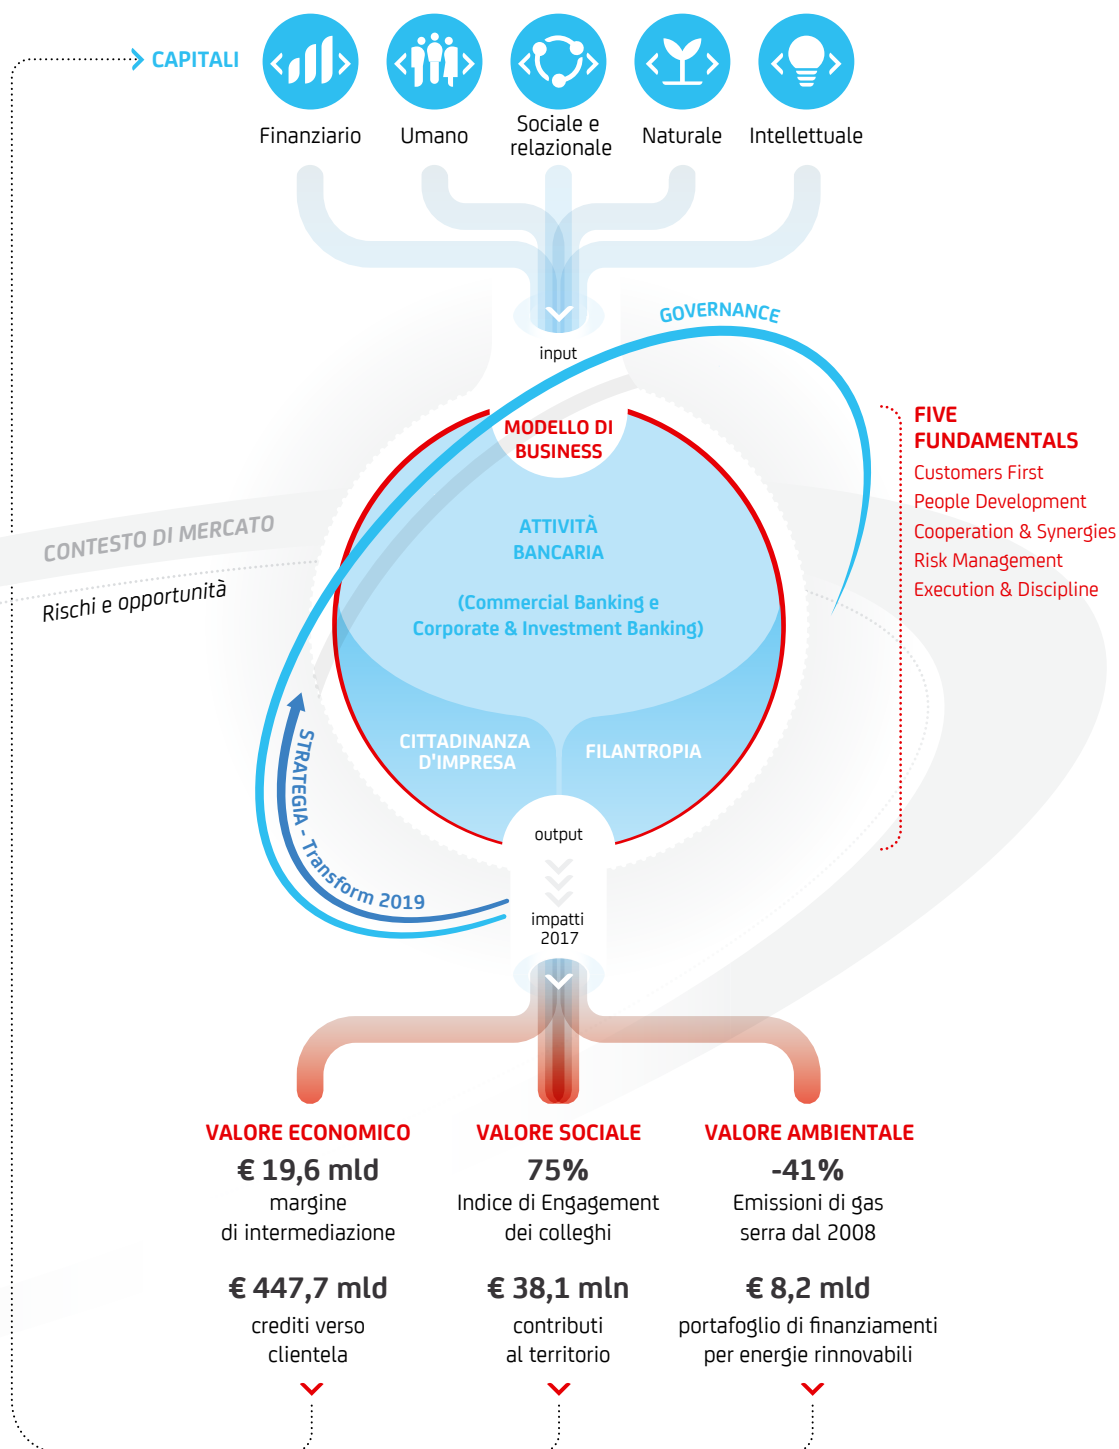 CAPITALI
Finanziario
Umano
Sociale e
relazionale
Naturale
Intellettuale
input
GOVERNANCE
MODELLO DI
BUSINESS
FIVE
FUNDAMENTALS
Customers First
People Development
Cooperation & Synergies
Risk Management
Execution & Discipline
CONTESTO DI MERCATO
Rischi e opportunità
ATTIVITÀ
BANCARIA
(Commercial Banking e
Corporate & Investment Banking)
CITTADINANZA
D'IMPRESA
FILANTROPIA
STRATEGIA - Transform 2019
output
impatti
2017
VALORE ECONOMICO
€ 19,6 mld
margine
di intermediazione
€ 447,7 mld
crediti verso
clientela
VALORE SOCIALE
75%
Indice di Engagement
dei colleghi
€ 38,1 mln
contributi
al territorio
VALORE AMBIENTALE
-41%
Emissioni di gas
serra dal 2008
€ 8,2 mld
portafoglio di finanziamenti
per energie rinnovabili